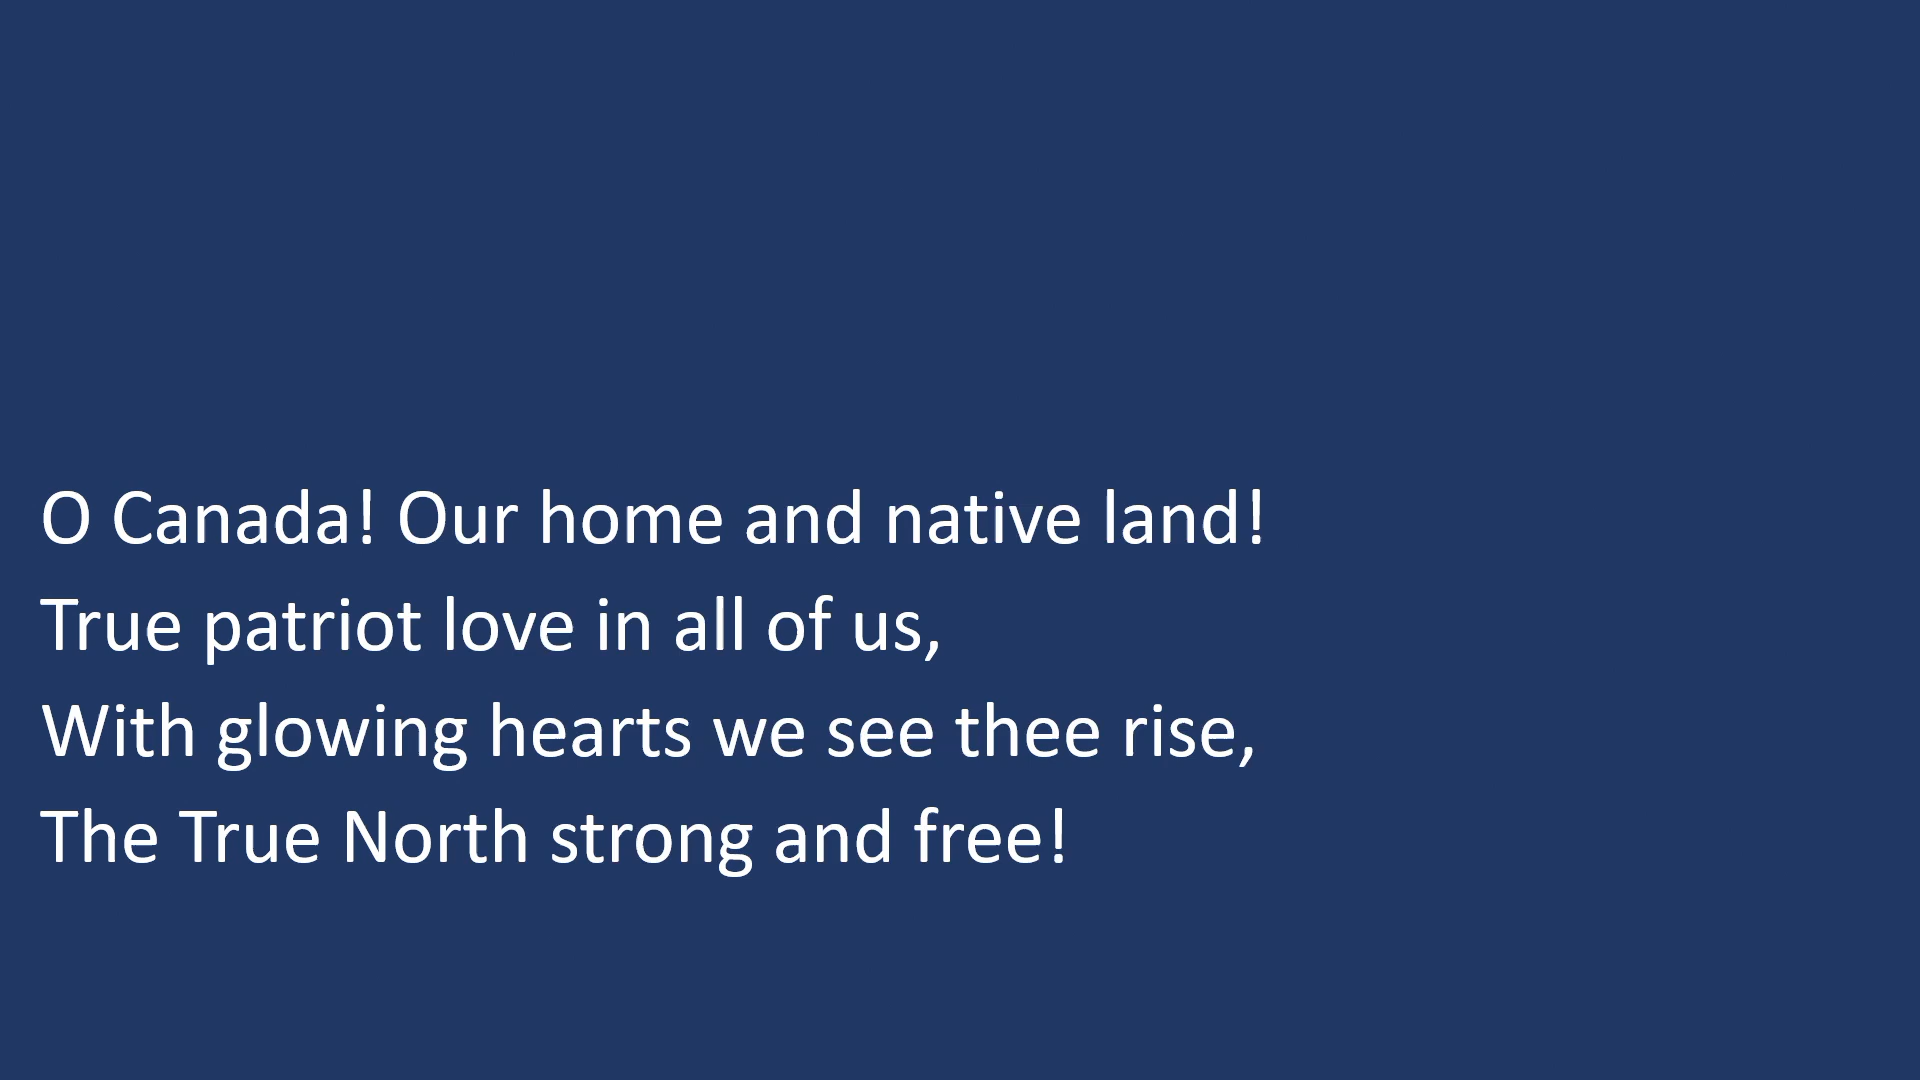 O Canada! Our home and native land!
True patriot love in all of us,
With glowing hearts we see thee rise,
The True North strong and free!